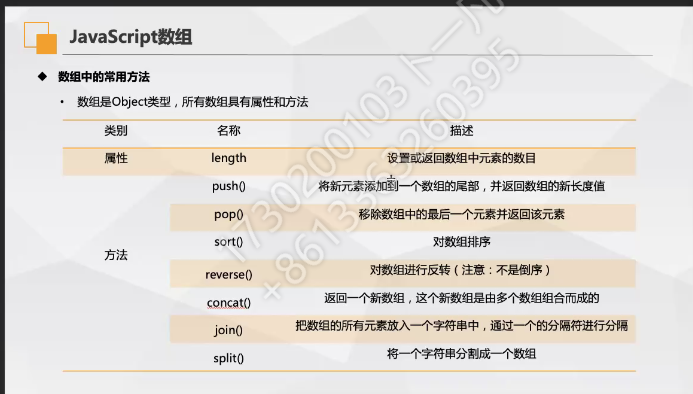 JavaScript数组
◆ 数组中的常用方法
• 数组是Object类型，所有数组具有属性和方法
类别 名称 描述
属性 length 设置或返回数组中元素的数目
push() 将新元素添加到一个数组的尾部，并返回数组的新长度值
pop() 移除数组中的最后一个元素并返回该元素
sort() 对数组排序
方法
reverse() 对数组进行反转（注意：不是倒序）
concat() 返回一个新数组，这个新数组是由多个数组组合而成的
join() 把数组的所有元素放入一个字符串中，通过一个的分隔符进行分隔
split() 将一个字符串分割成一个数组
17302001103卞一凡
+8613363260395